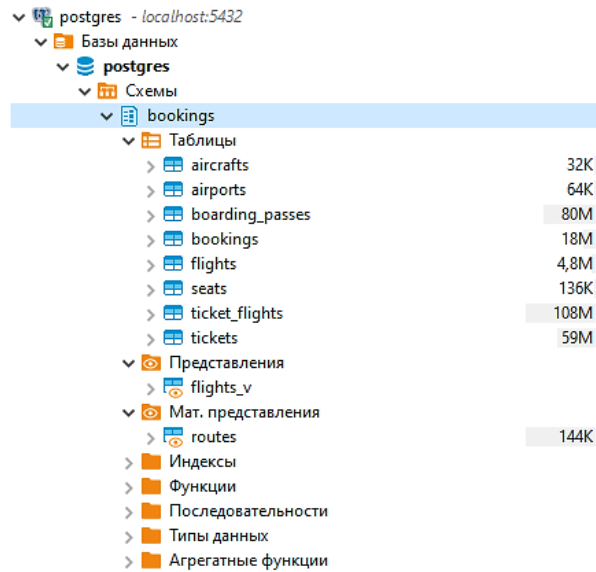 postgres - localhost:5432
Базы данных
postgres
Схемы
bookings
Таблицы
aircrafts 32K
airports 64K
boarding_passes 80M
bookings 18M
flights 4,8M
seats 136K
ticket_flights 108M
tickets 59M
Представления
flights_v
Мат. представления
routes 144K
Индексы
Функции
Последовательности
Типы данных
Агрегатные функции